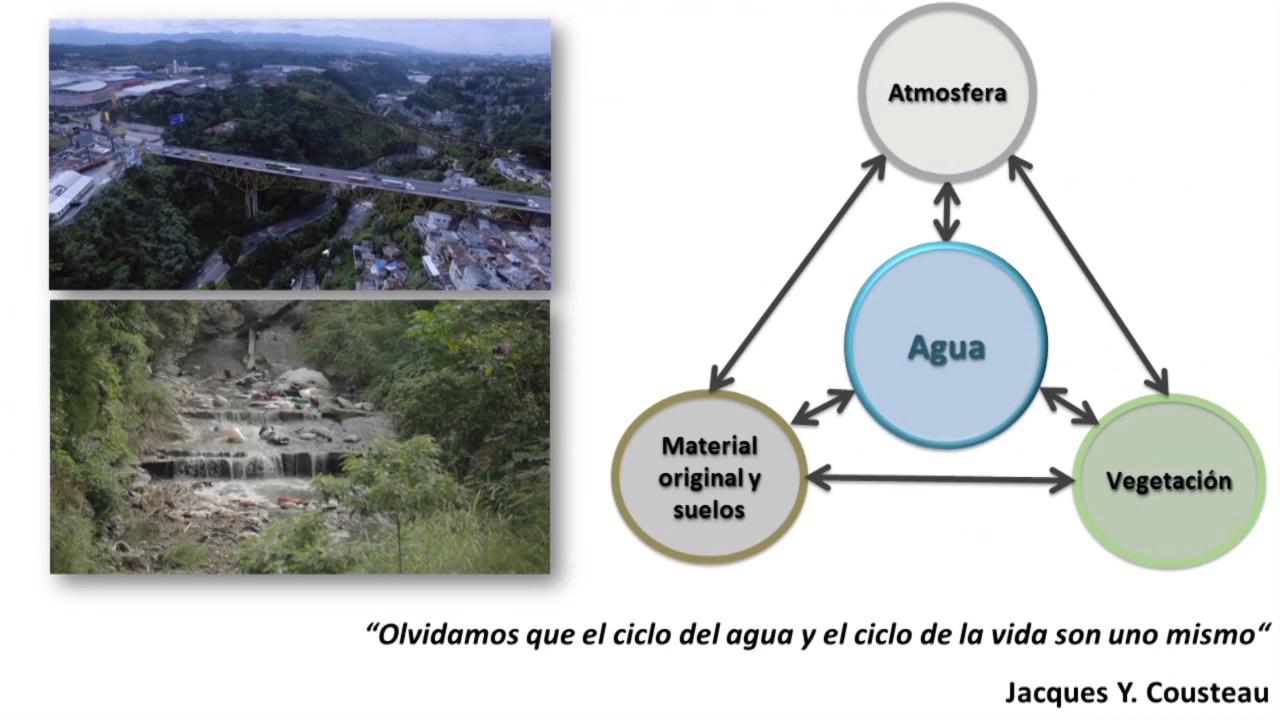 Atmosfera
Agua
Material
original y
suelos
Vegetación
“Olvidamos que el ciclo del agua y el ciclo de la vida son uno mismo“
Jacques Y. Cousteau